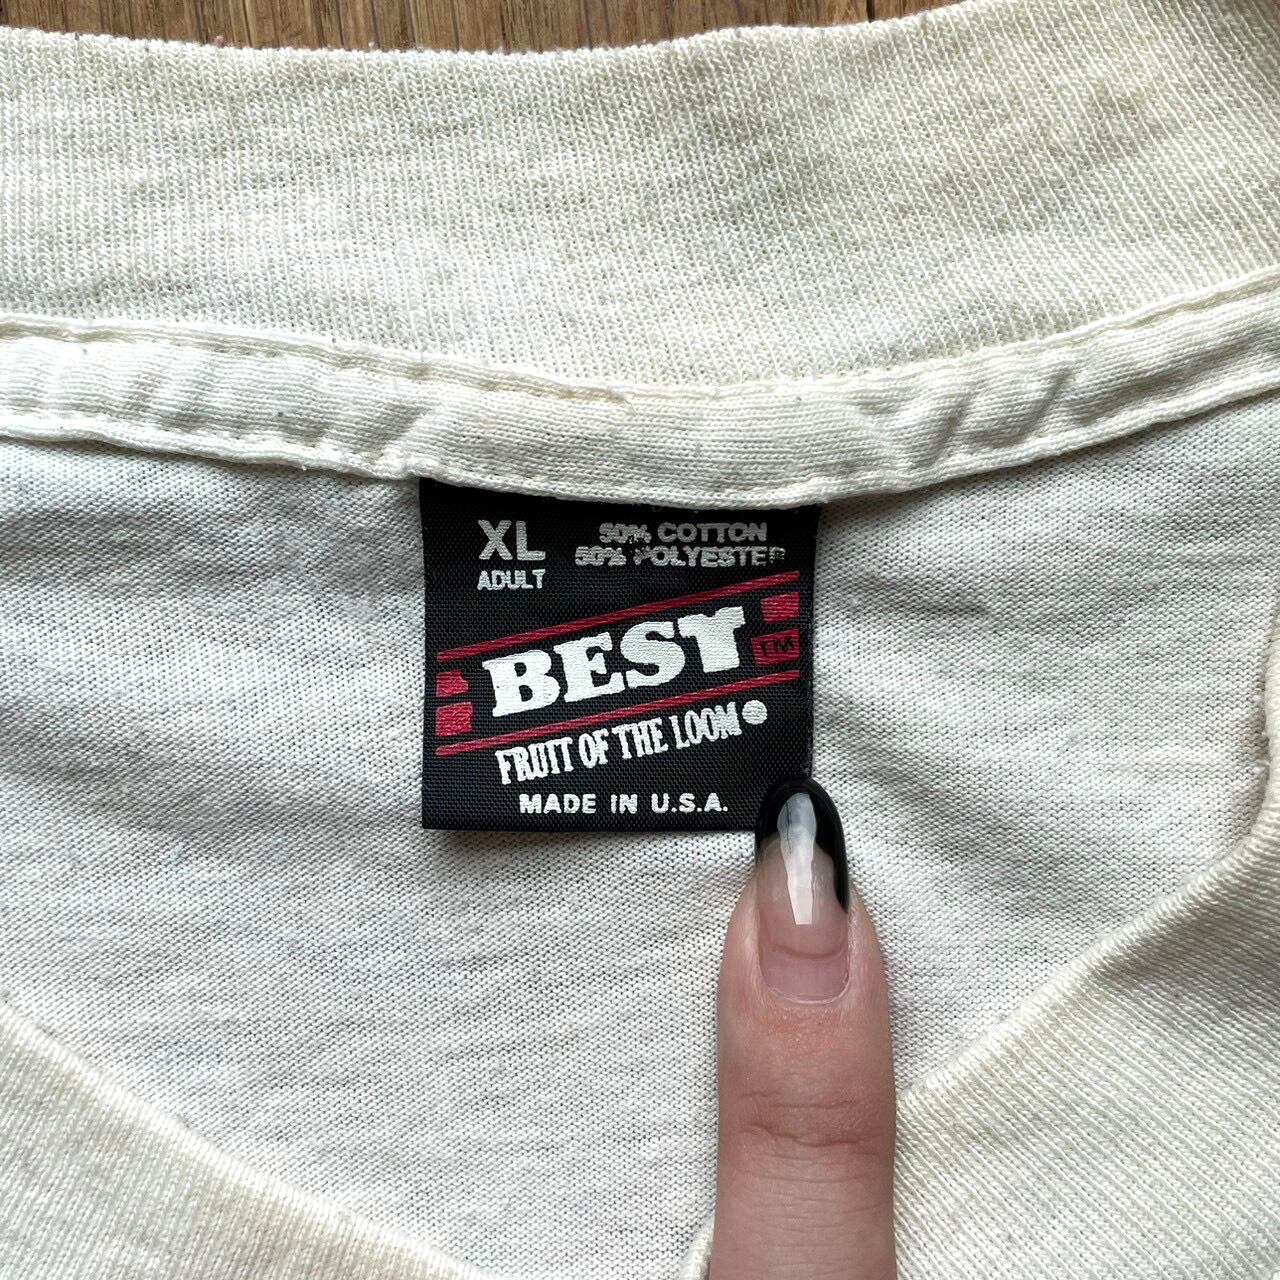 XL
ADULT
50% COTTON
50% POLYESTER
BEST
TM
FRUIT OF THE LOOM
MADE IN U.S.A.